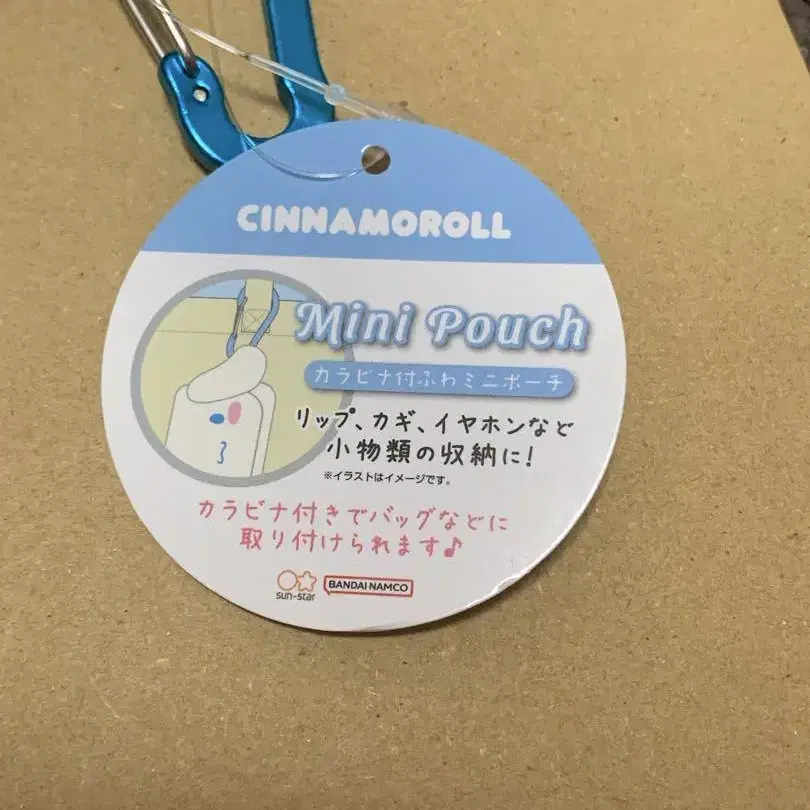 CINNAMOROLL
Mini Pouch
カラビナ付ふわミニポーチ
リップ、カギ、イヤホンなど
小物類の収納に!
※イラストはイメージです。
カラビナ付きでバッグなどに
取り付けられます♪
sun-star
BANDAI NAMCO